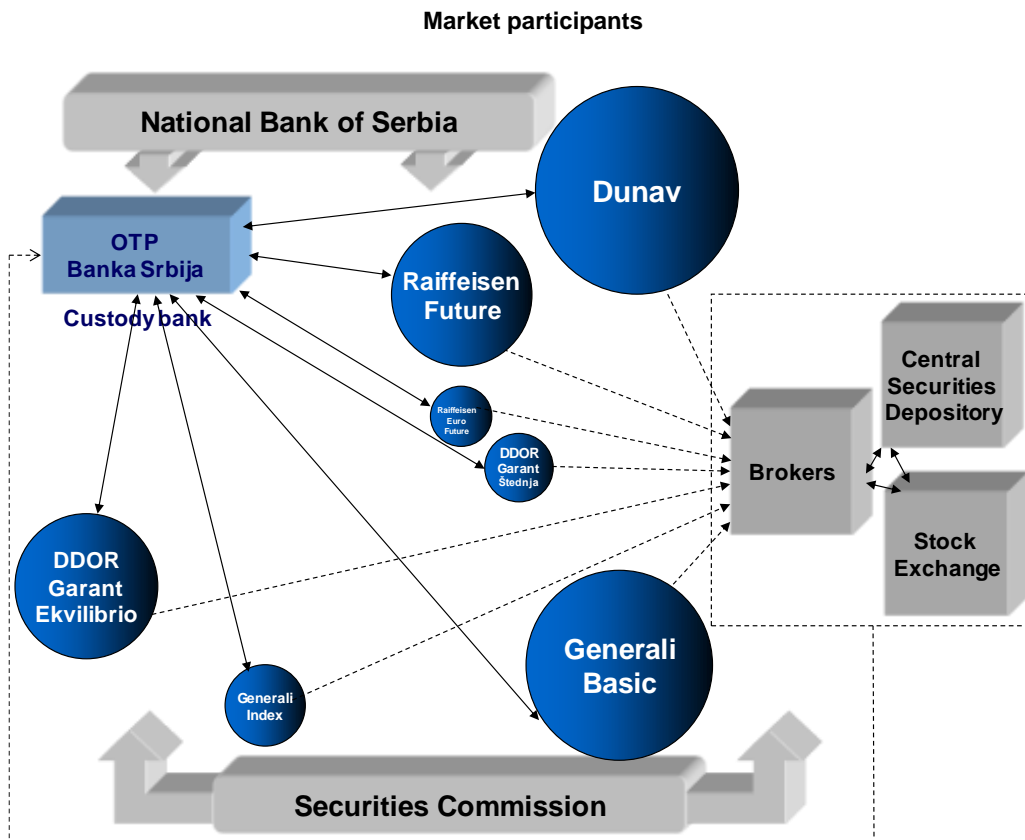 Market participants
National Bank of Serbia
Dunav
OTP
Banka Srbija
Custody bank
Raiffeisen
Future
Raiffeisen
Euro
Future
DDOR
Garant
Štednja
Central
Securities
Depository
Brokers
Stock
Exchange
DDOR
Garant
Ekvilibrio
Generali
Basic
Generali
Index
Securities Commission